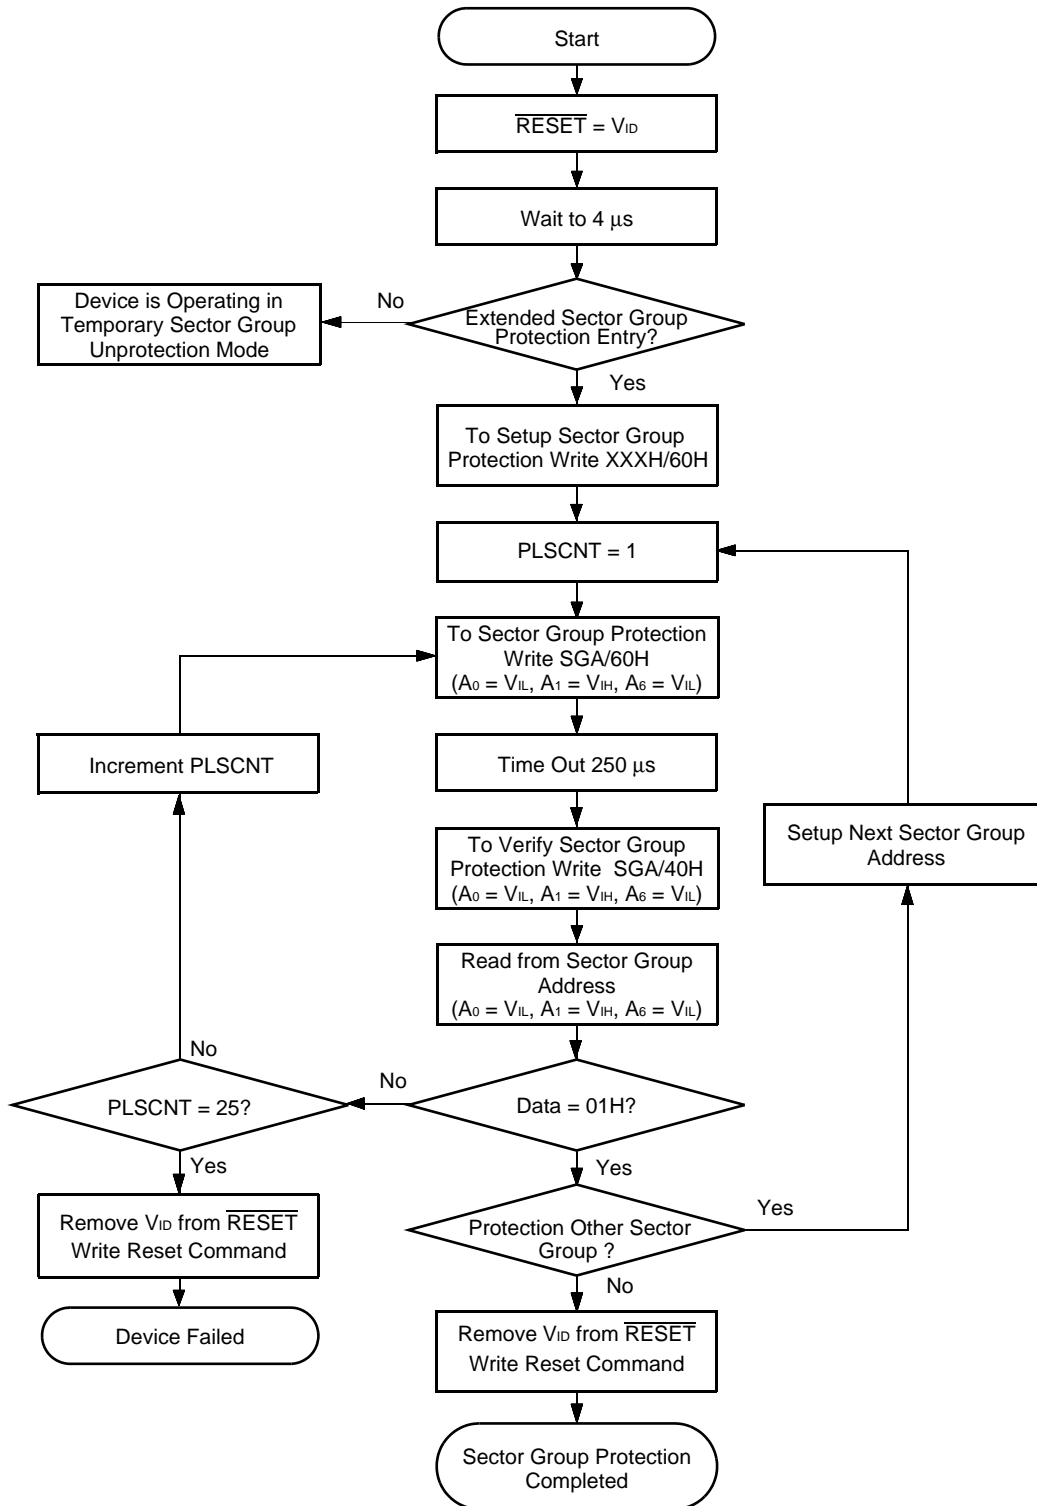 Start
RESET = VID
Wait to 4 μs
No
Device is Operating in
Temporary Sector Group
Unprotection Mode
Extended Sector Group
Protection Entry?
Yes
To Setup Sector Group
Protection Write XXXH/60H
PLSCNT = 1
To Sector Group Protection
Write SGA/60H
(A0 = VIL, A1 = VIH, A6 = VIL)
Increment PLSCNT
Time Out 250 μs
To Verify Sector Group
Protection Write SGA/40H
(A0 = VIL, A1 = VIH, A6 = VIL)
Setup Next Sector Group
Address
Read from Sector Group
Address
(A0 = VIL, A1 = VIH, A6 = VIL)
No
No
PLSCNT = 25?
Data = 01H?
Yes
Yes
Yes
Remove VID from RESET
Write Reset Command
Protection Other Sector
Group ?
No
Device Failed
Remove VID from RESET
Write Reset Command
Sector Group Protection
Completed